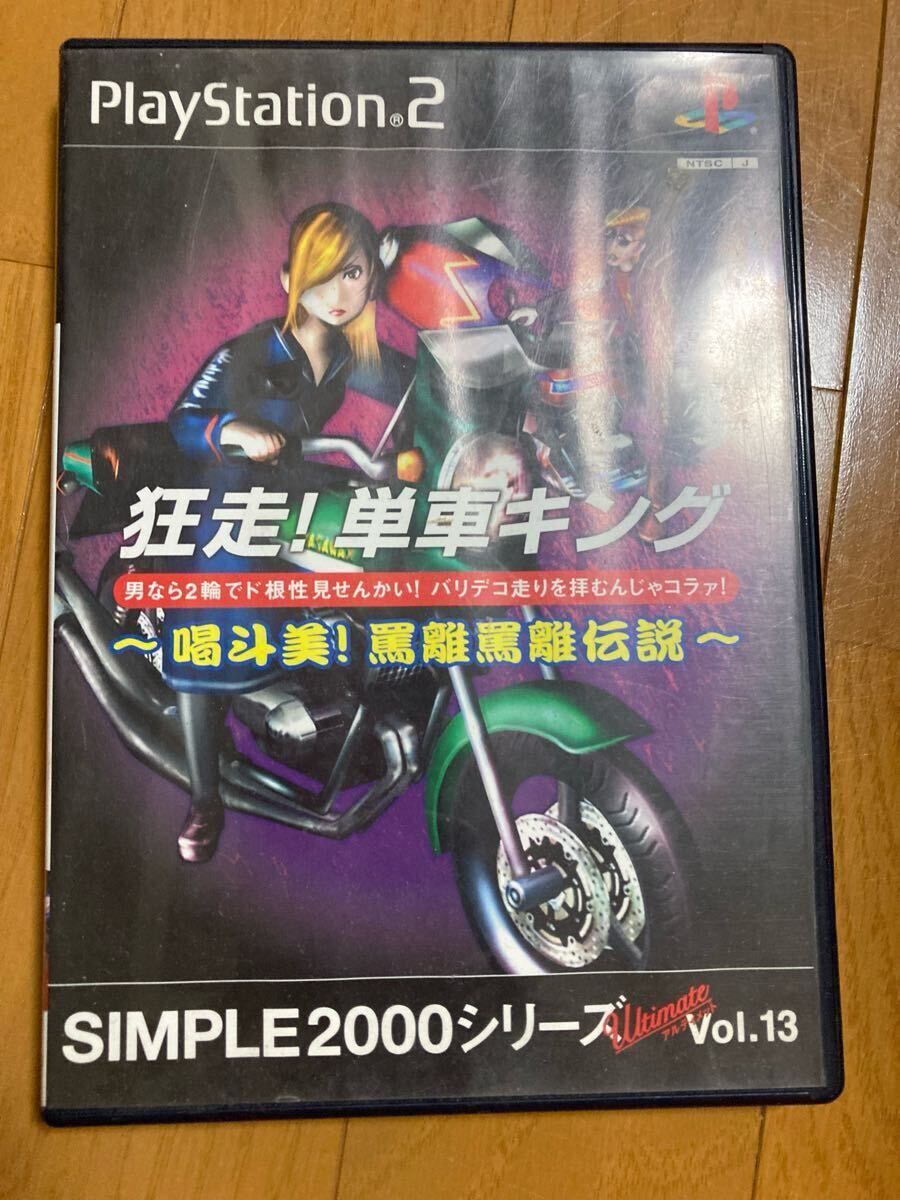 PlayStation®2
NTSC J
狂走!単車キング
男なら2輪でド根性見せんかい! バリデコ走りを拝むんじゃコラァ!
～喝斗美!罵離罵離伝説～
SIMPLE2000シリーズ Ultimate Vol.13
アルティメット